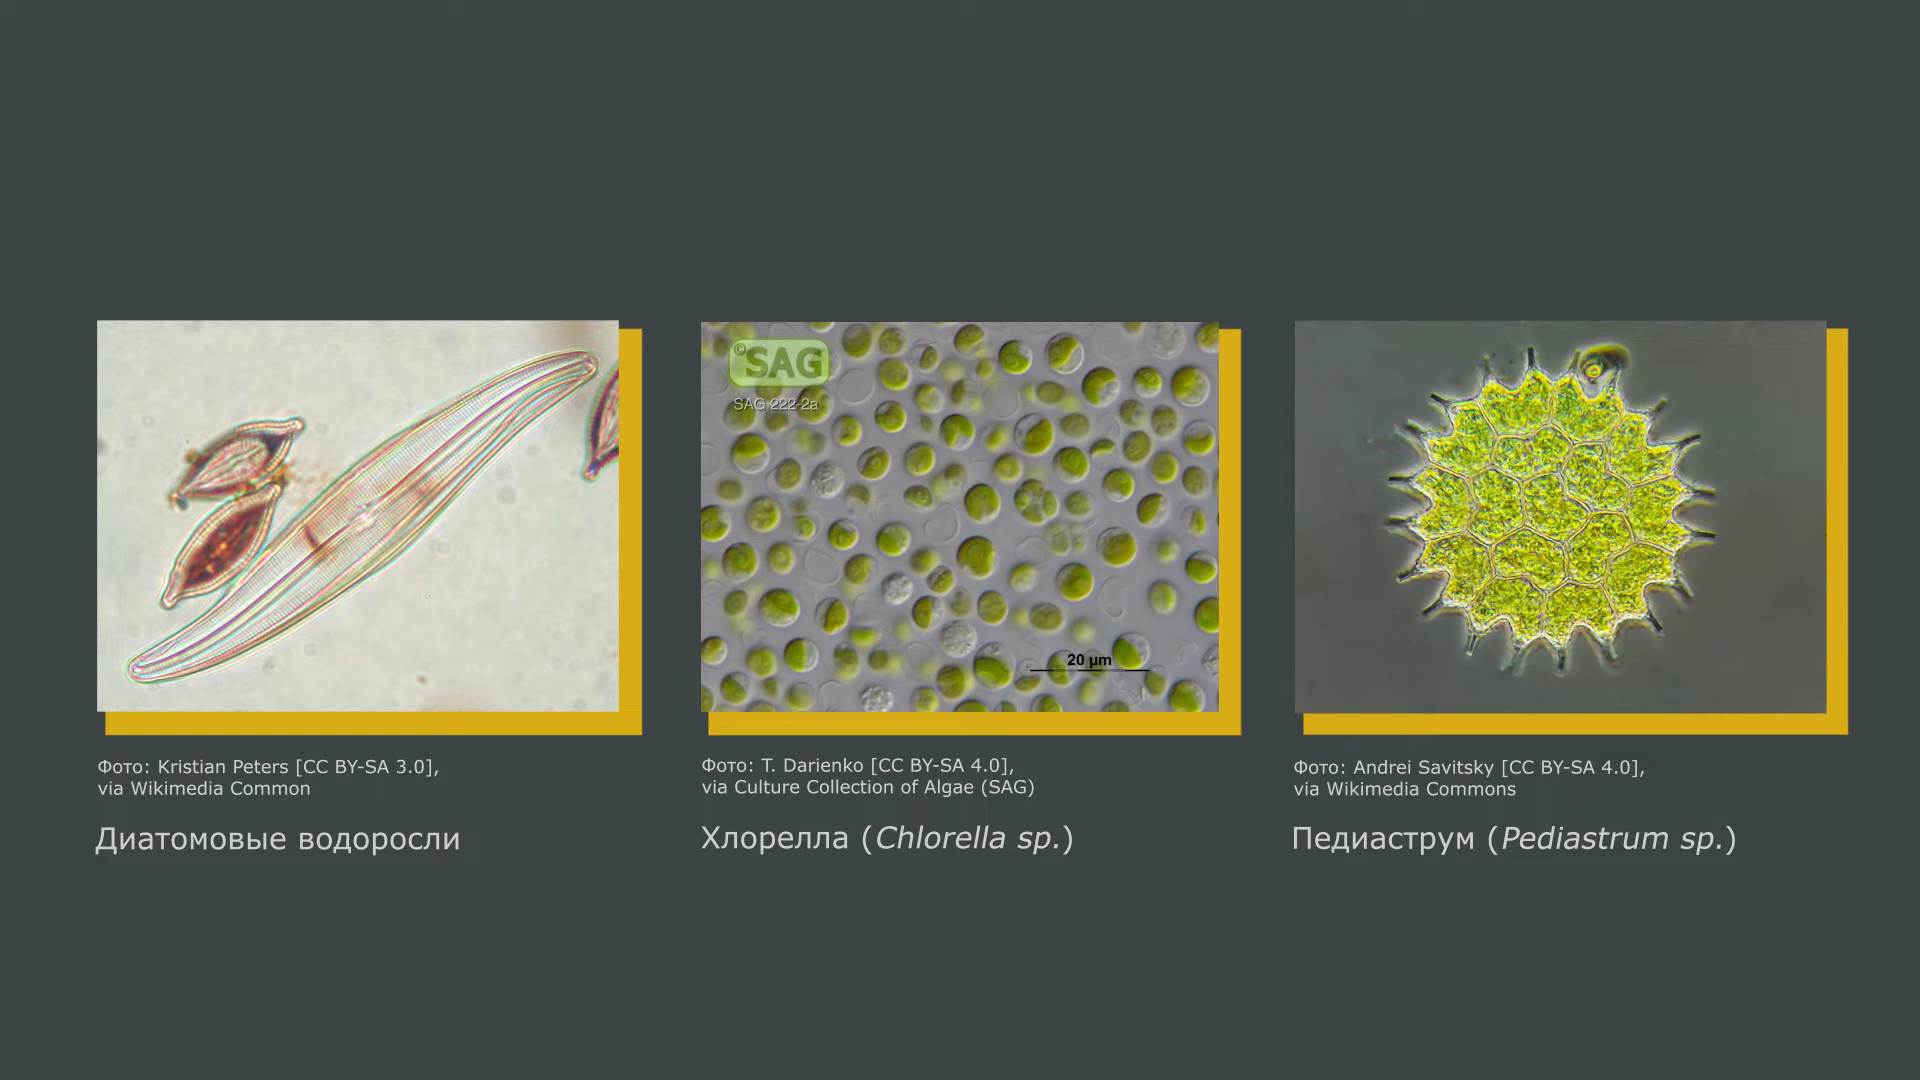 ©SAG
SAG 222-2a
20 µm
Фото: Kristian Peters [CC BY-SA 3.0],
via Wikimedia Common
Диатомовые водоросли
Фото: T. Darienko [CC BY-SA 4.0],
via Culture Collection of Algae (SAG)
Хлорелла (Chlorella sp.)
Фото: Andrei Savitsky [CC BY-SA 4.0],
via Wikimedia Commons
Педиаструм (Pediastrum sp.)